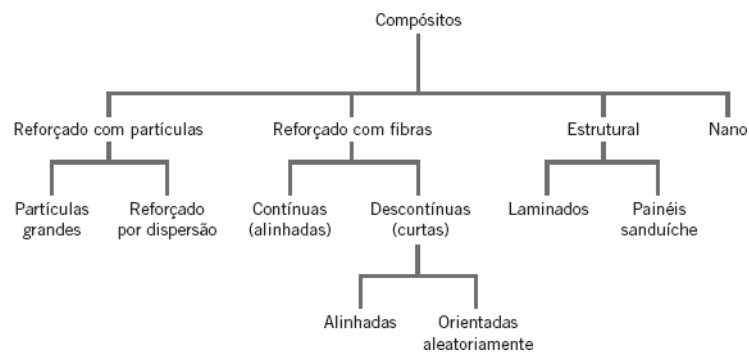 Compósitos
Reforçado com partículas
Reforçado com fibras
Estrutural
Nano
Partículas
grandes
Reforçado
por dispersão
Contínuas
(alinhadas)
Descontínuas
(curtas)
Laminados
Painéis
sanduíche
Alinhadas
Orientadas
aleatoriamente